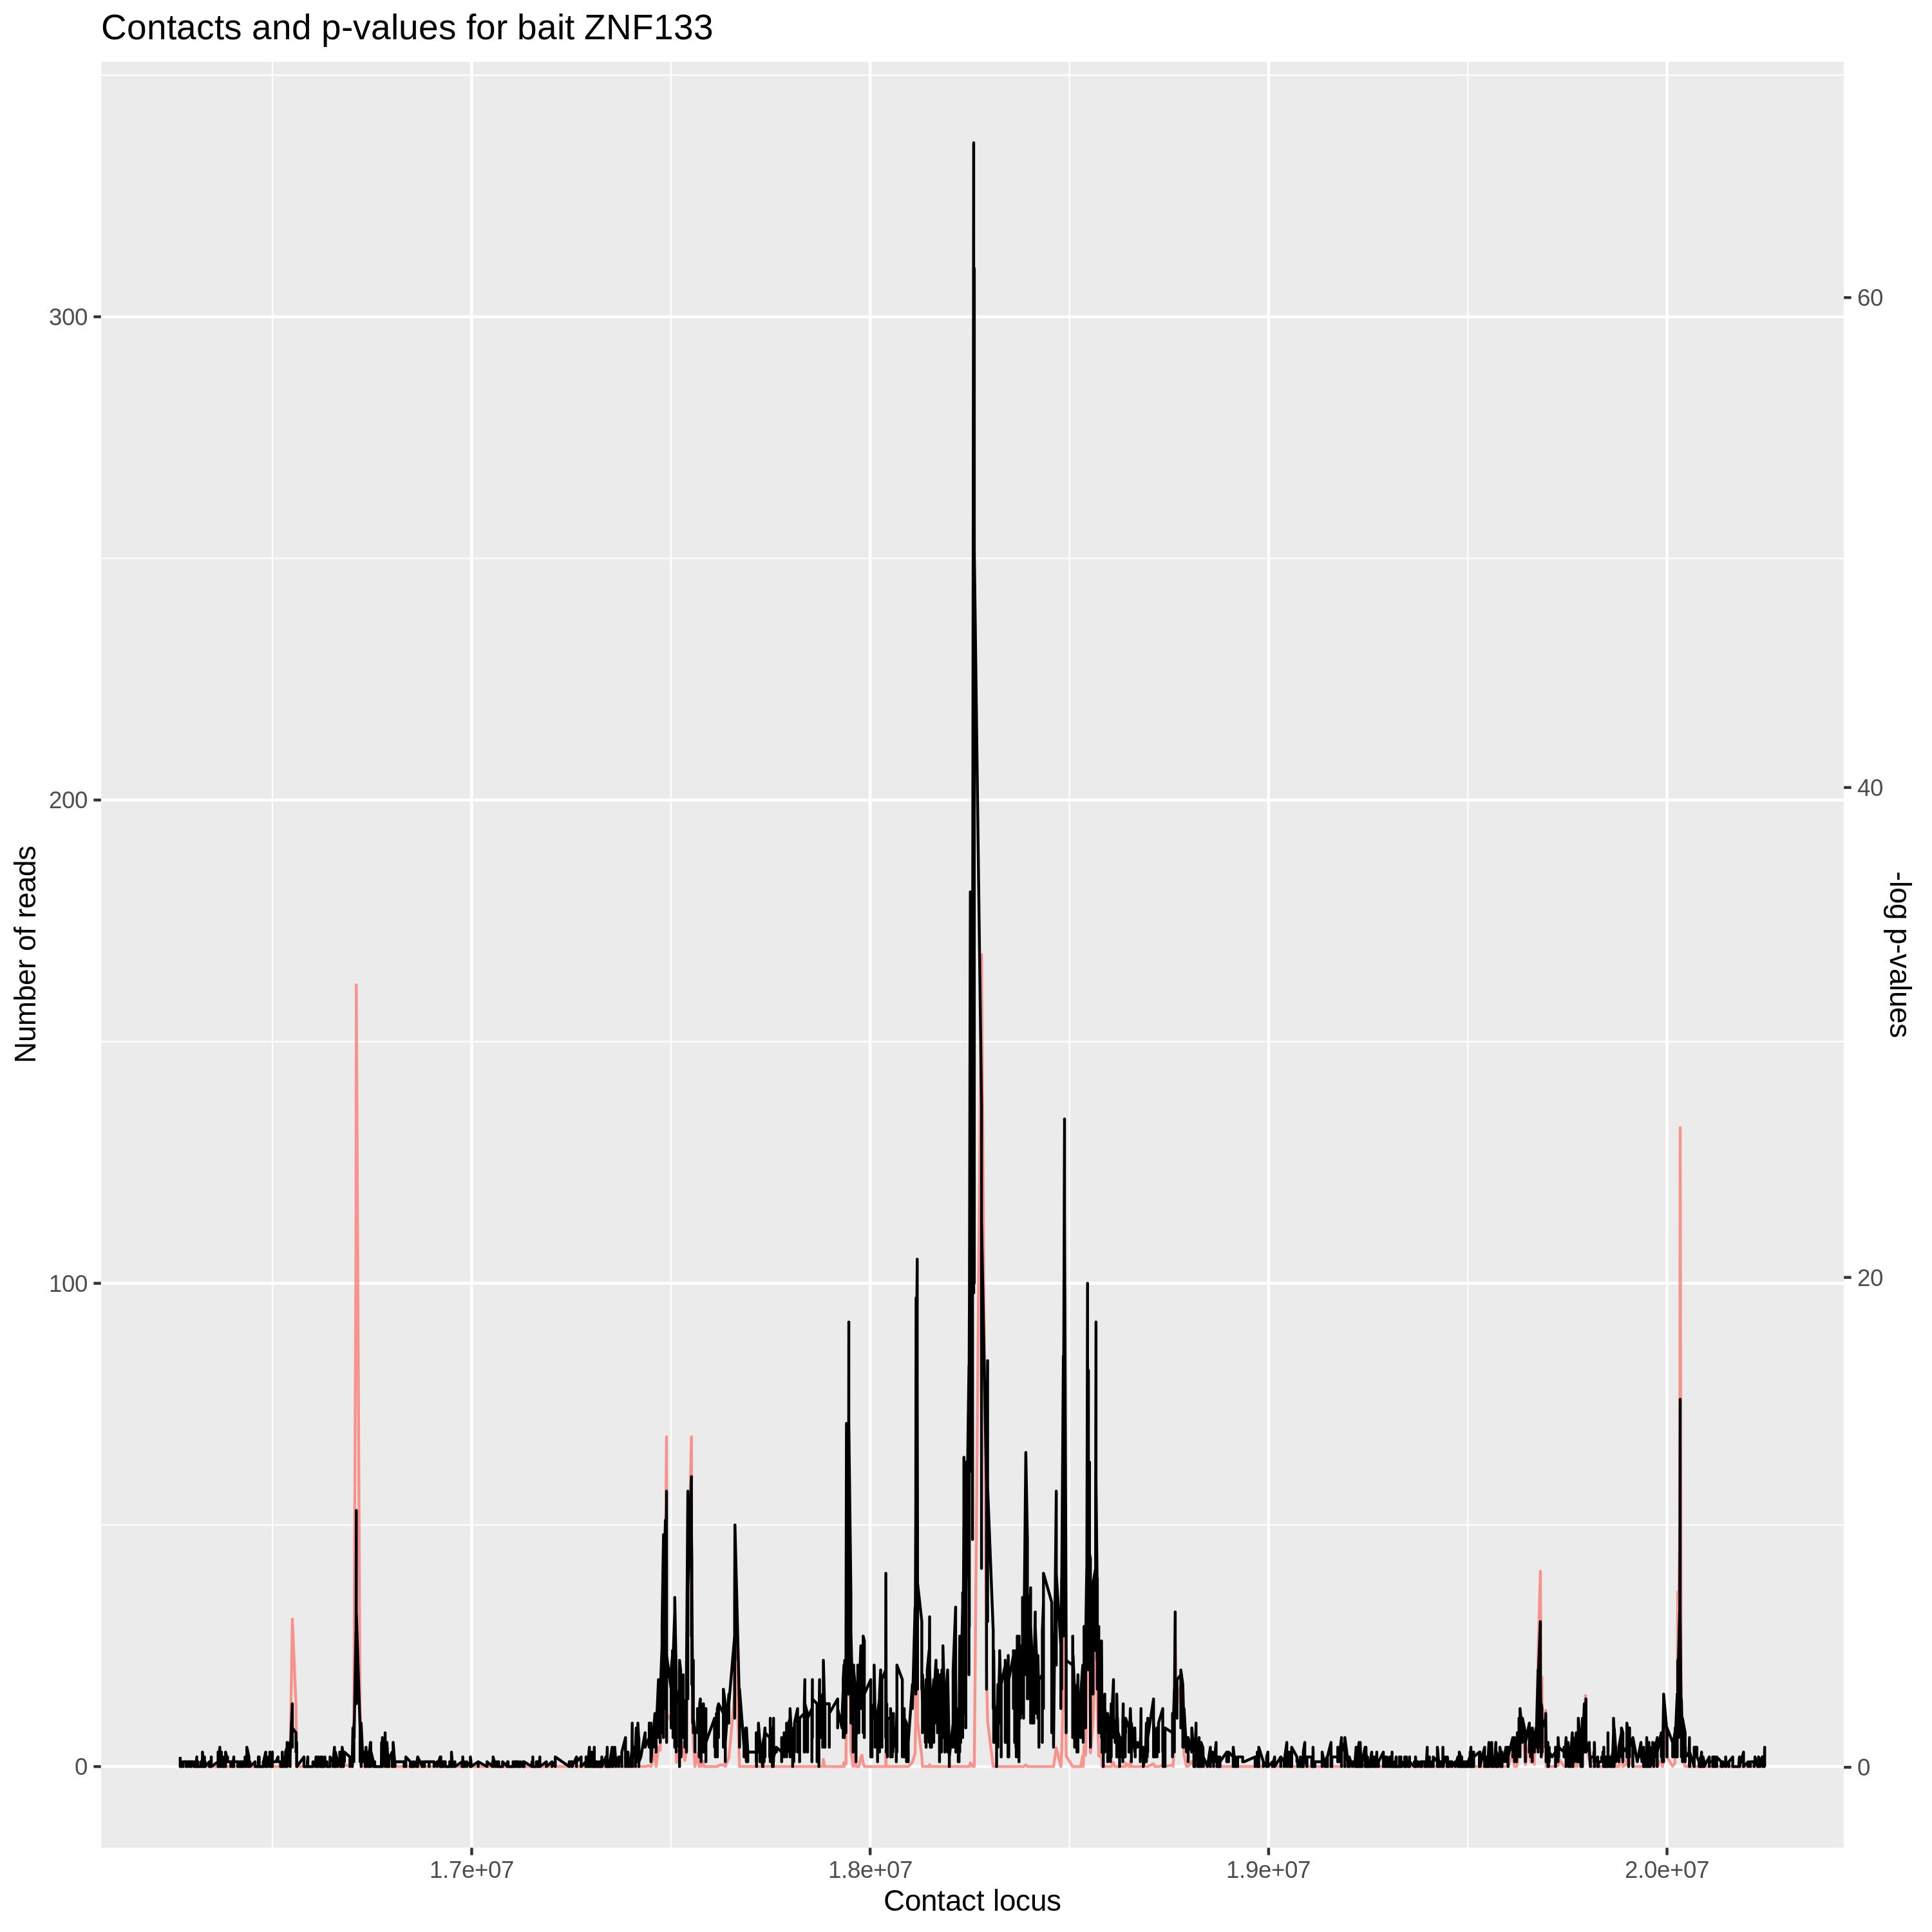 Contacts and p-values for bait ZNF133
Number of reads
300
200
100
0
60
40
20
0
-log p-values
1.7e+07
1.8e+07
1.9e+07
2.0e+07
Contact locus